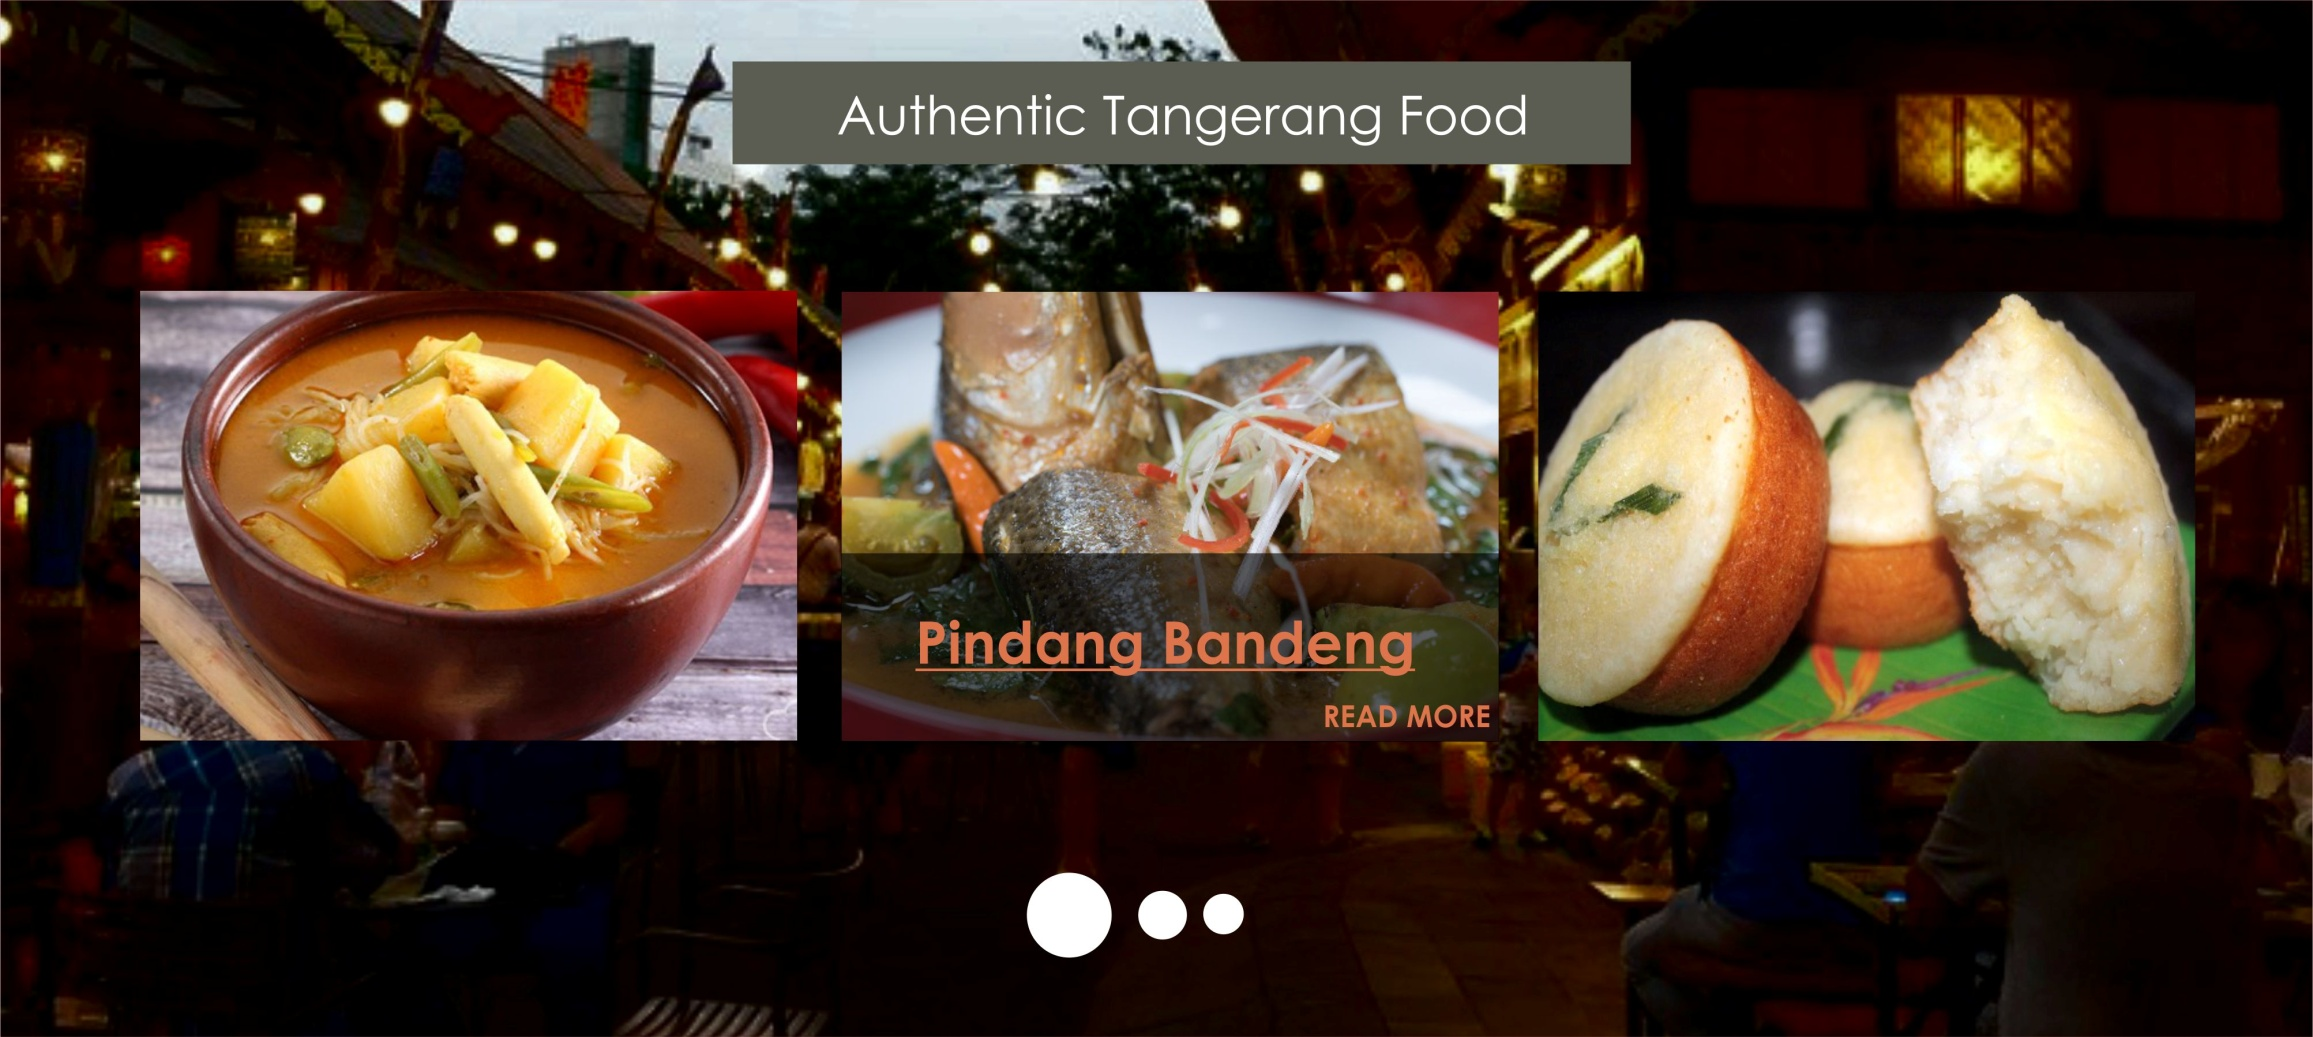 Authentic Tangerang Food
Pindang Bandeng
READ MORE